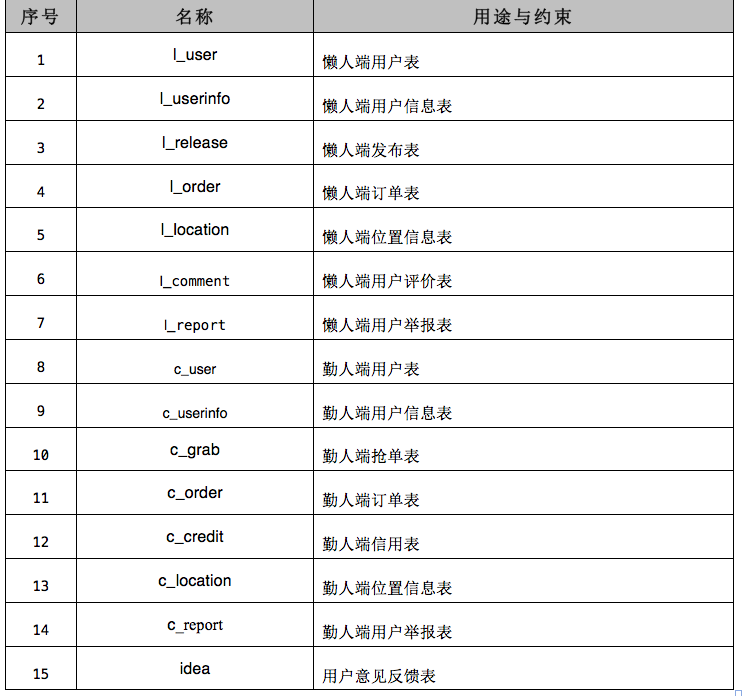 序号 名称 用途与约束
1 l_user 懒人端用户表
2 l_userinfo 懒人端用户信息表
3 l_release 懒人端发布表
4 l_order 懒人端订单表
5 l_location 懒人端位置信息表
6 l_comment 懒人端用户评价表
7 l_report 懒人端用户举报表
8 c_user 勤人端用户表
9 c_userinfo 勤人端用户信息表
10 c_grab 勤人端抢单表
11 c_order 勤人端订单表
12 c_credit 勤人端信用表
13 c_location 勤人端位置信息表
14 c_report 勤人端用户举报表
15 idea 用户意见反馈表